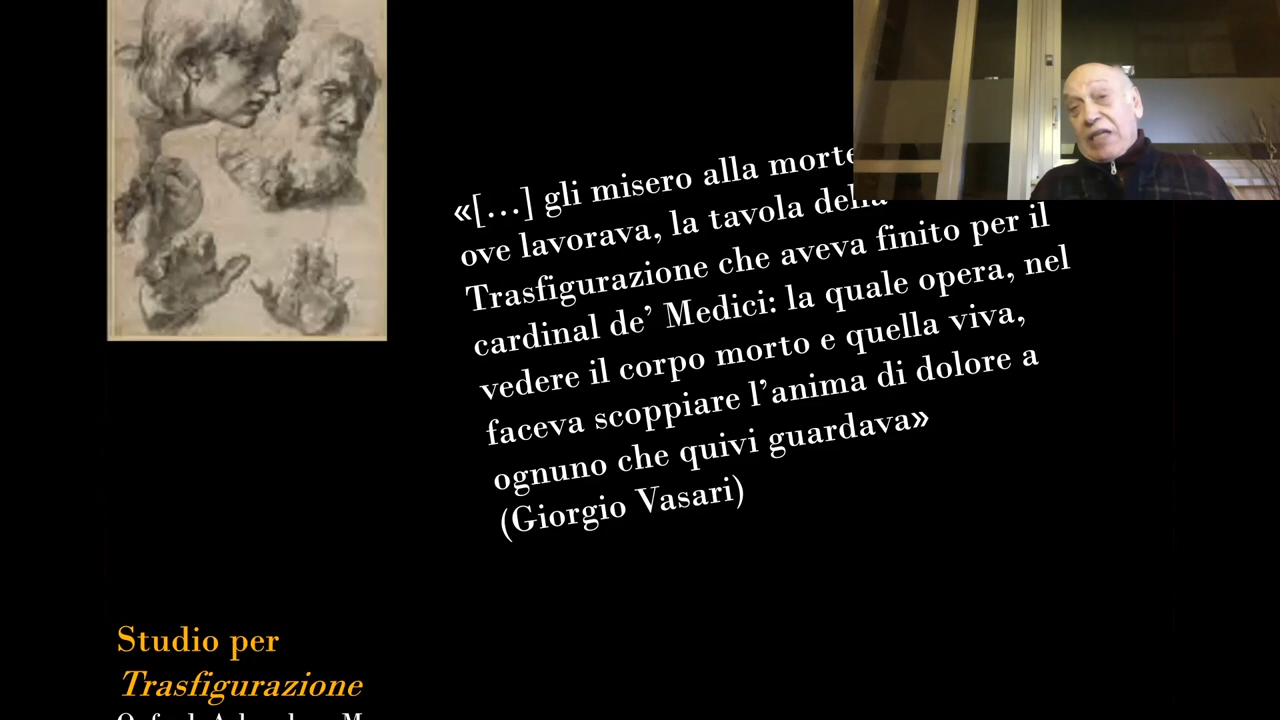 «[…] gli misero alla morte
ove lavorava, la tavola della
Trasfigurazione che aveva finito per il
cardinal de’ Medici: la quale opera, nel
vedere il corpo morto e quella viva,
faceva scoppiare l’anima di dolore a
ognuno che quivi guardava»
(Giorgio Vasari)
Studio per
Trasfigurazione